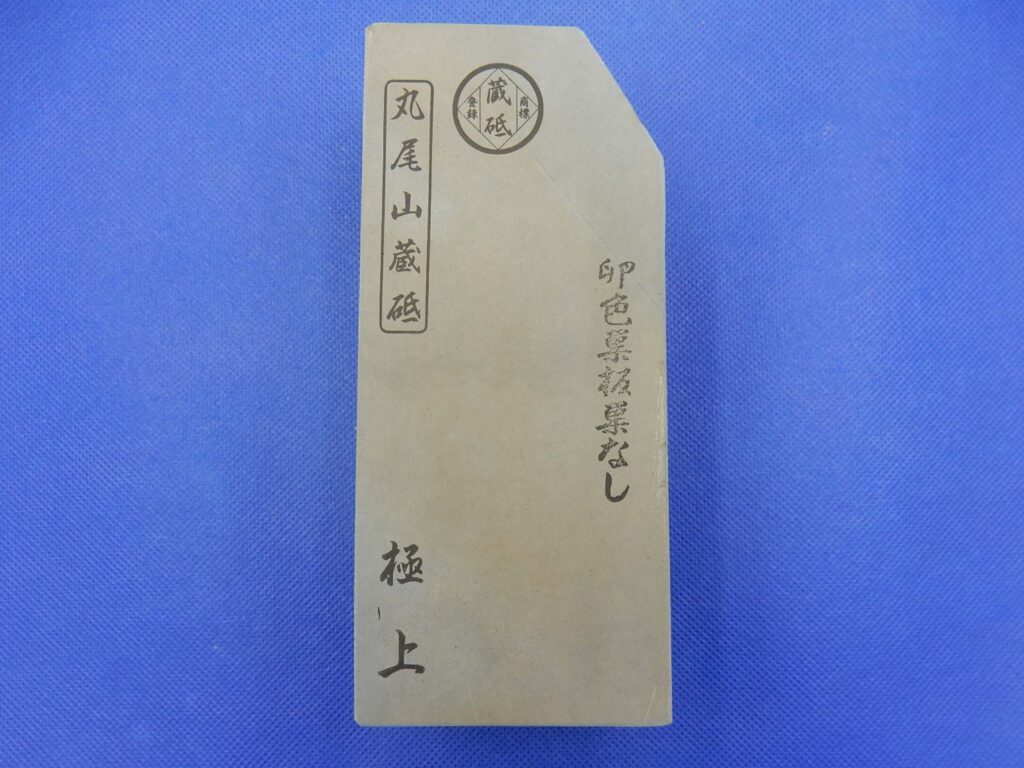 卵色巣板巣なし
商標
蔵砥
登録
丸尾山蔵砥
極上